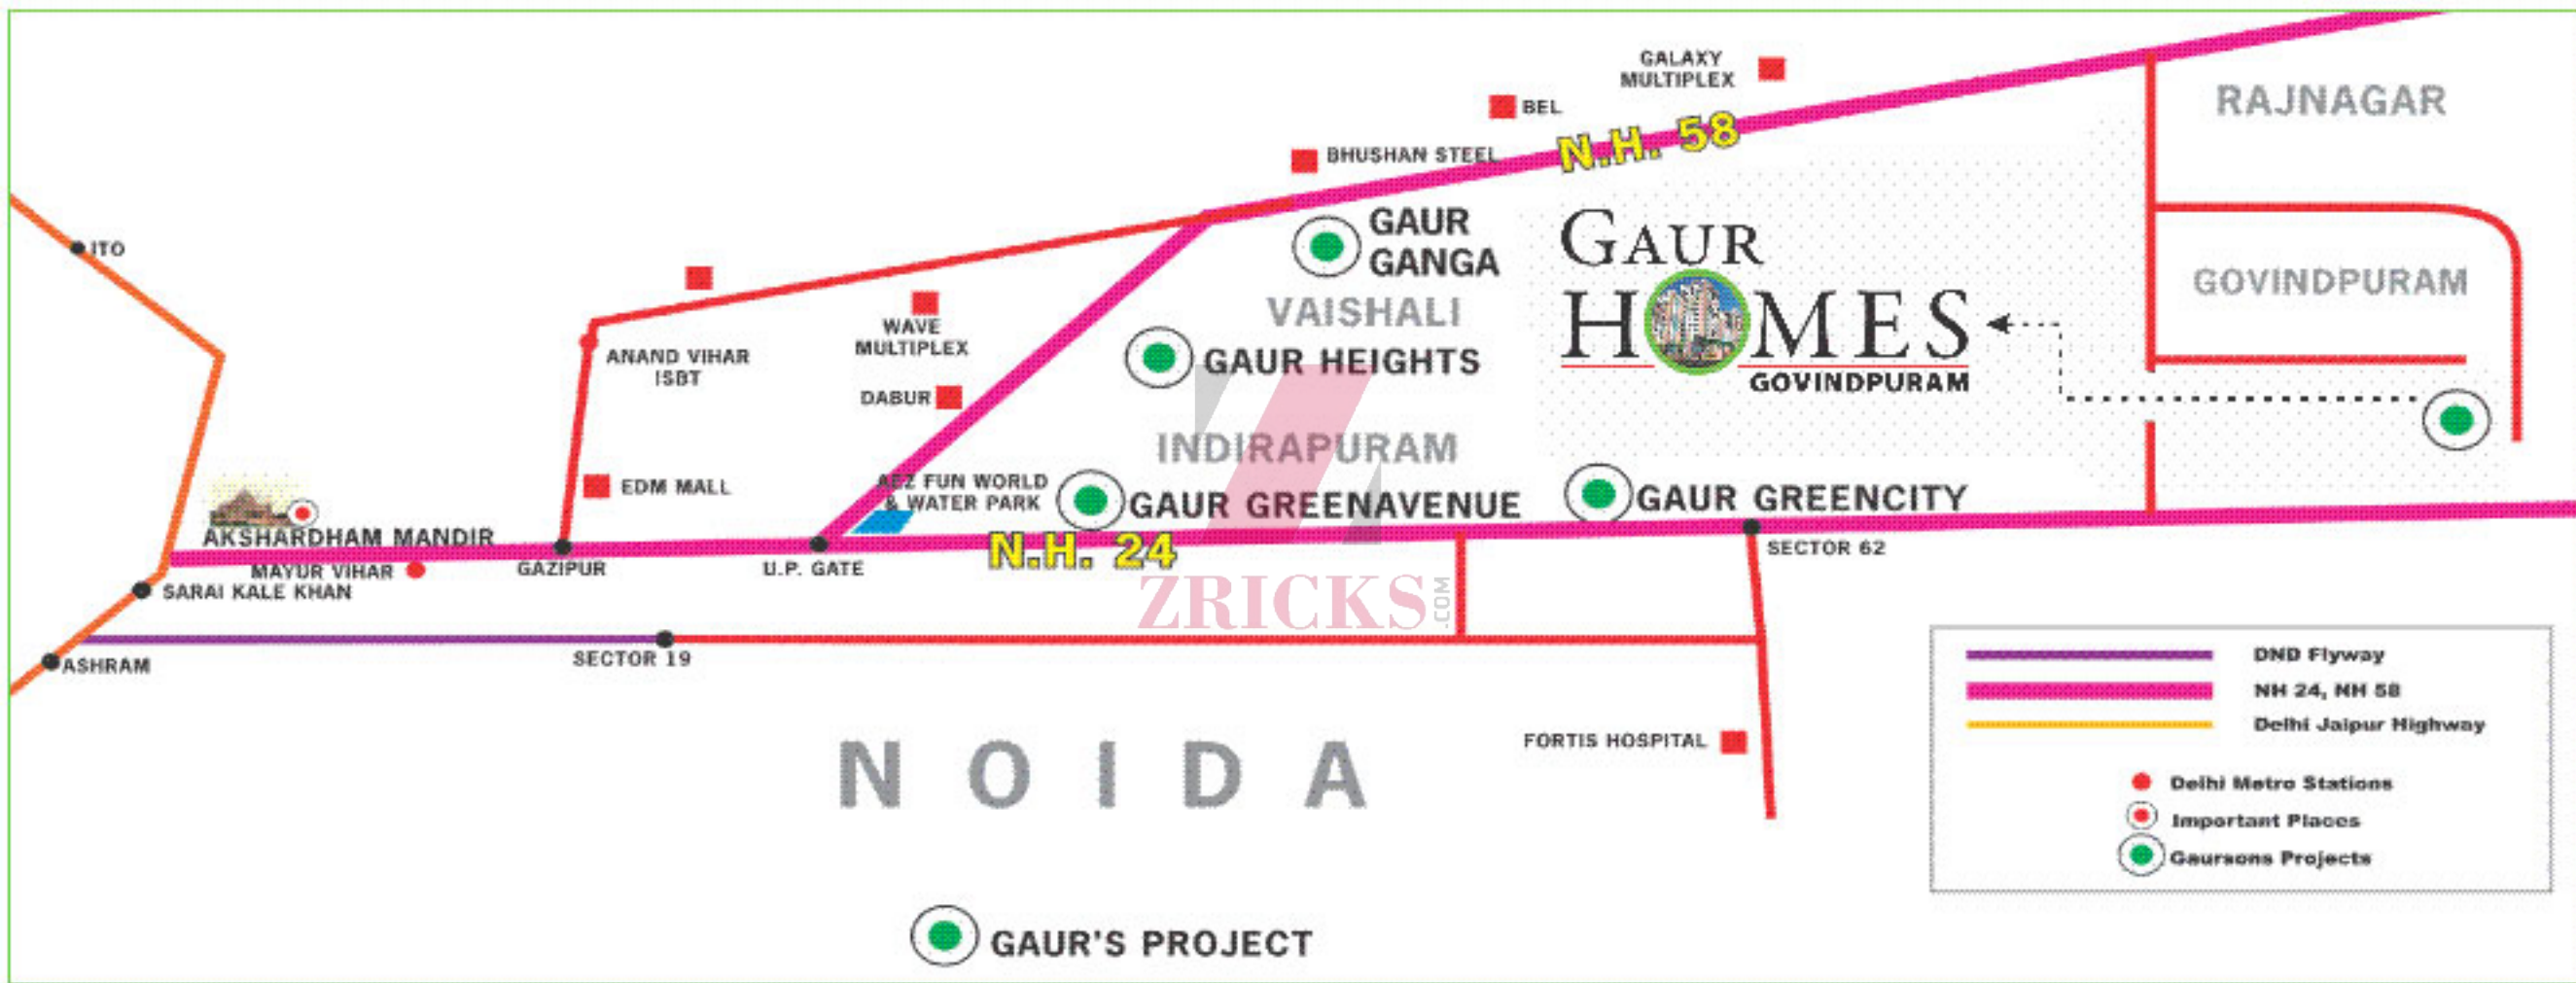 GALAXY
MULTIPLEX
BEL
RAJNAGAR
N.H. 58
BHUSHAN STEEL
ITO
GAUR
GANGA
GAUR
HOMES
GOVINDPURAM
GOVINDPURAM
VAISHALI
WAVE
MULTIPLEX
ANAND VIHAR
ISBT
GAUR HEIGHTS
DABUR
INDIRAPURAM
EDM MALL
AEZ FUN WORLD
& WATER PARK
GAUR GREENAVENUE
GAUR GREENCITY
AKSHARDHAM MANDIR
N.H. 24
SECTOR 62
MAYUR VIHAR
GAZIPUR
U.P. GATE
SARAI KALE KHAN
ZRICKS
.COM
SECTOR 19
ASHRAM
DND Flyway
NH 24, NH 58
Delhi Jaipur Highway
FORTIS HOSPITAL
NOIDA
Delhi Metro Stations
Important Places
Gaursons Projects
GAUR'S PROJECT